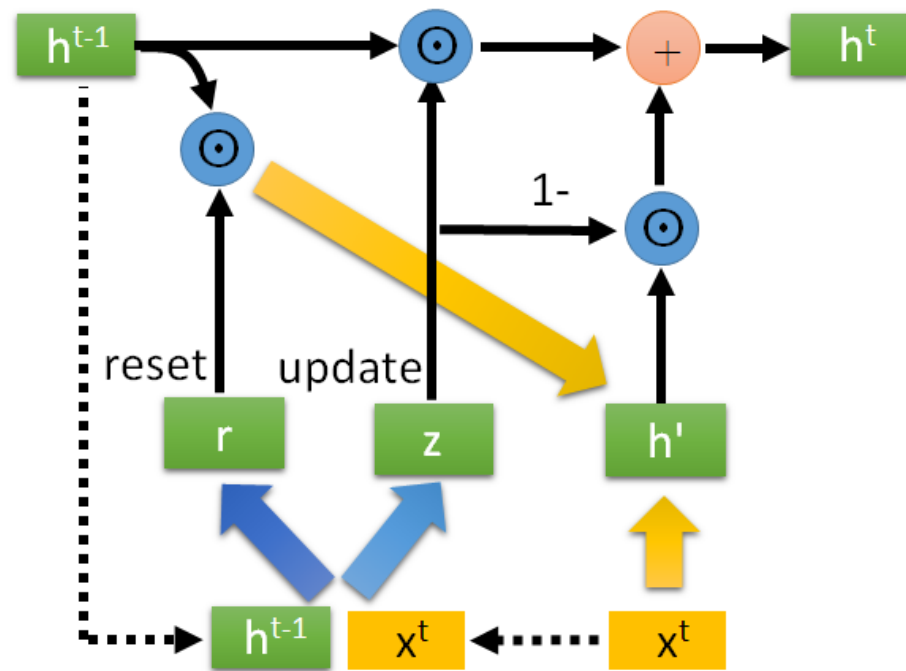 h^{t-1} ⊙ + h^t
⊙
1-
⊙
reset update
r z h'
h^{t-1} x^t x^t